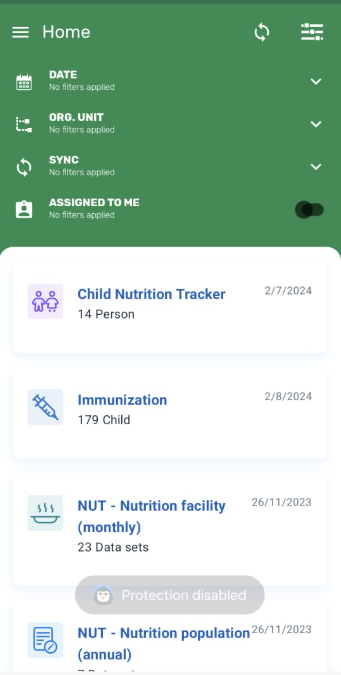 Home
DATE
No filters applied
ORG. UNIT
No filters applied
SYNC
No filters applied
ASSIGNED TO ME
No filters applied
Child Nutrition Tracker 2/7/2024
14 Person
Immunization 2/8/2024
179 Child
NUT - Nutrition facility 26/11/2023
(monthly)
23 Data sets
Protection disabled
NUT - Nutrition population 26/11/2023
(annual)